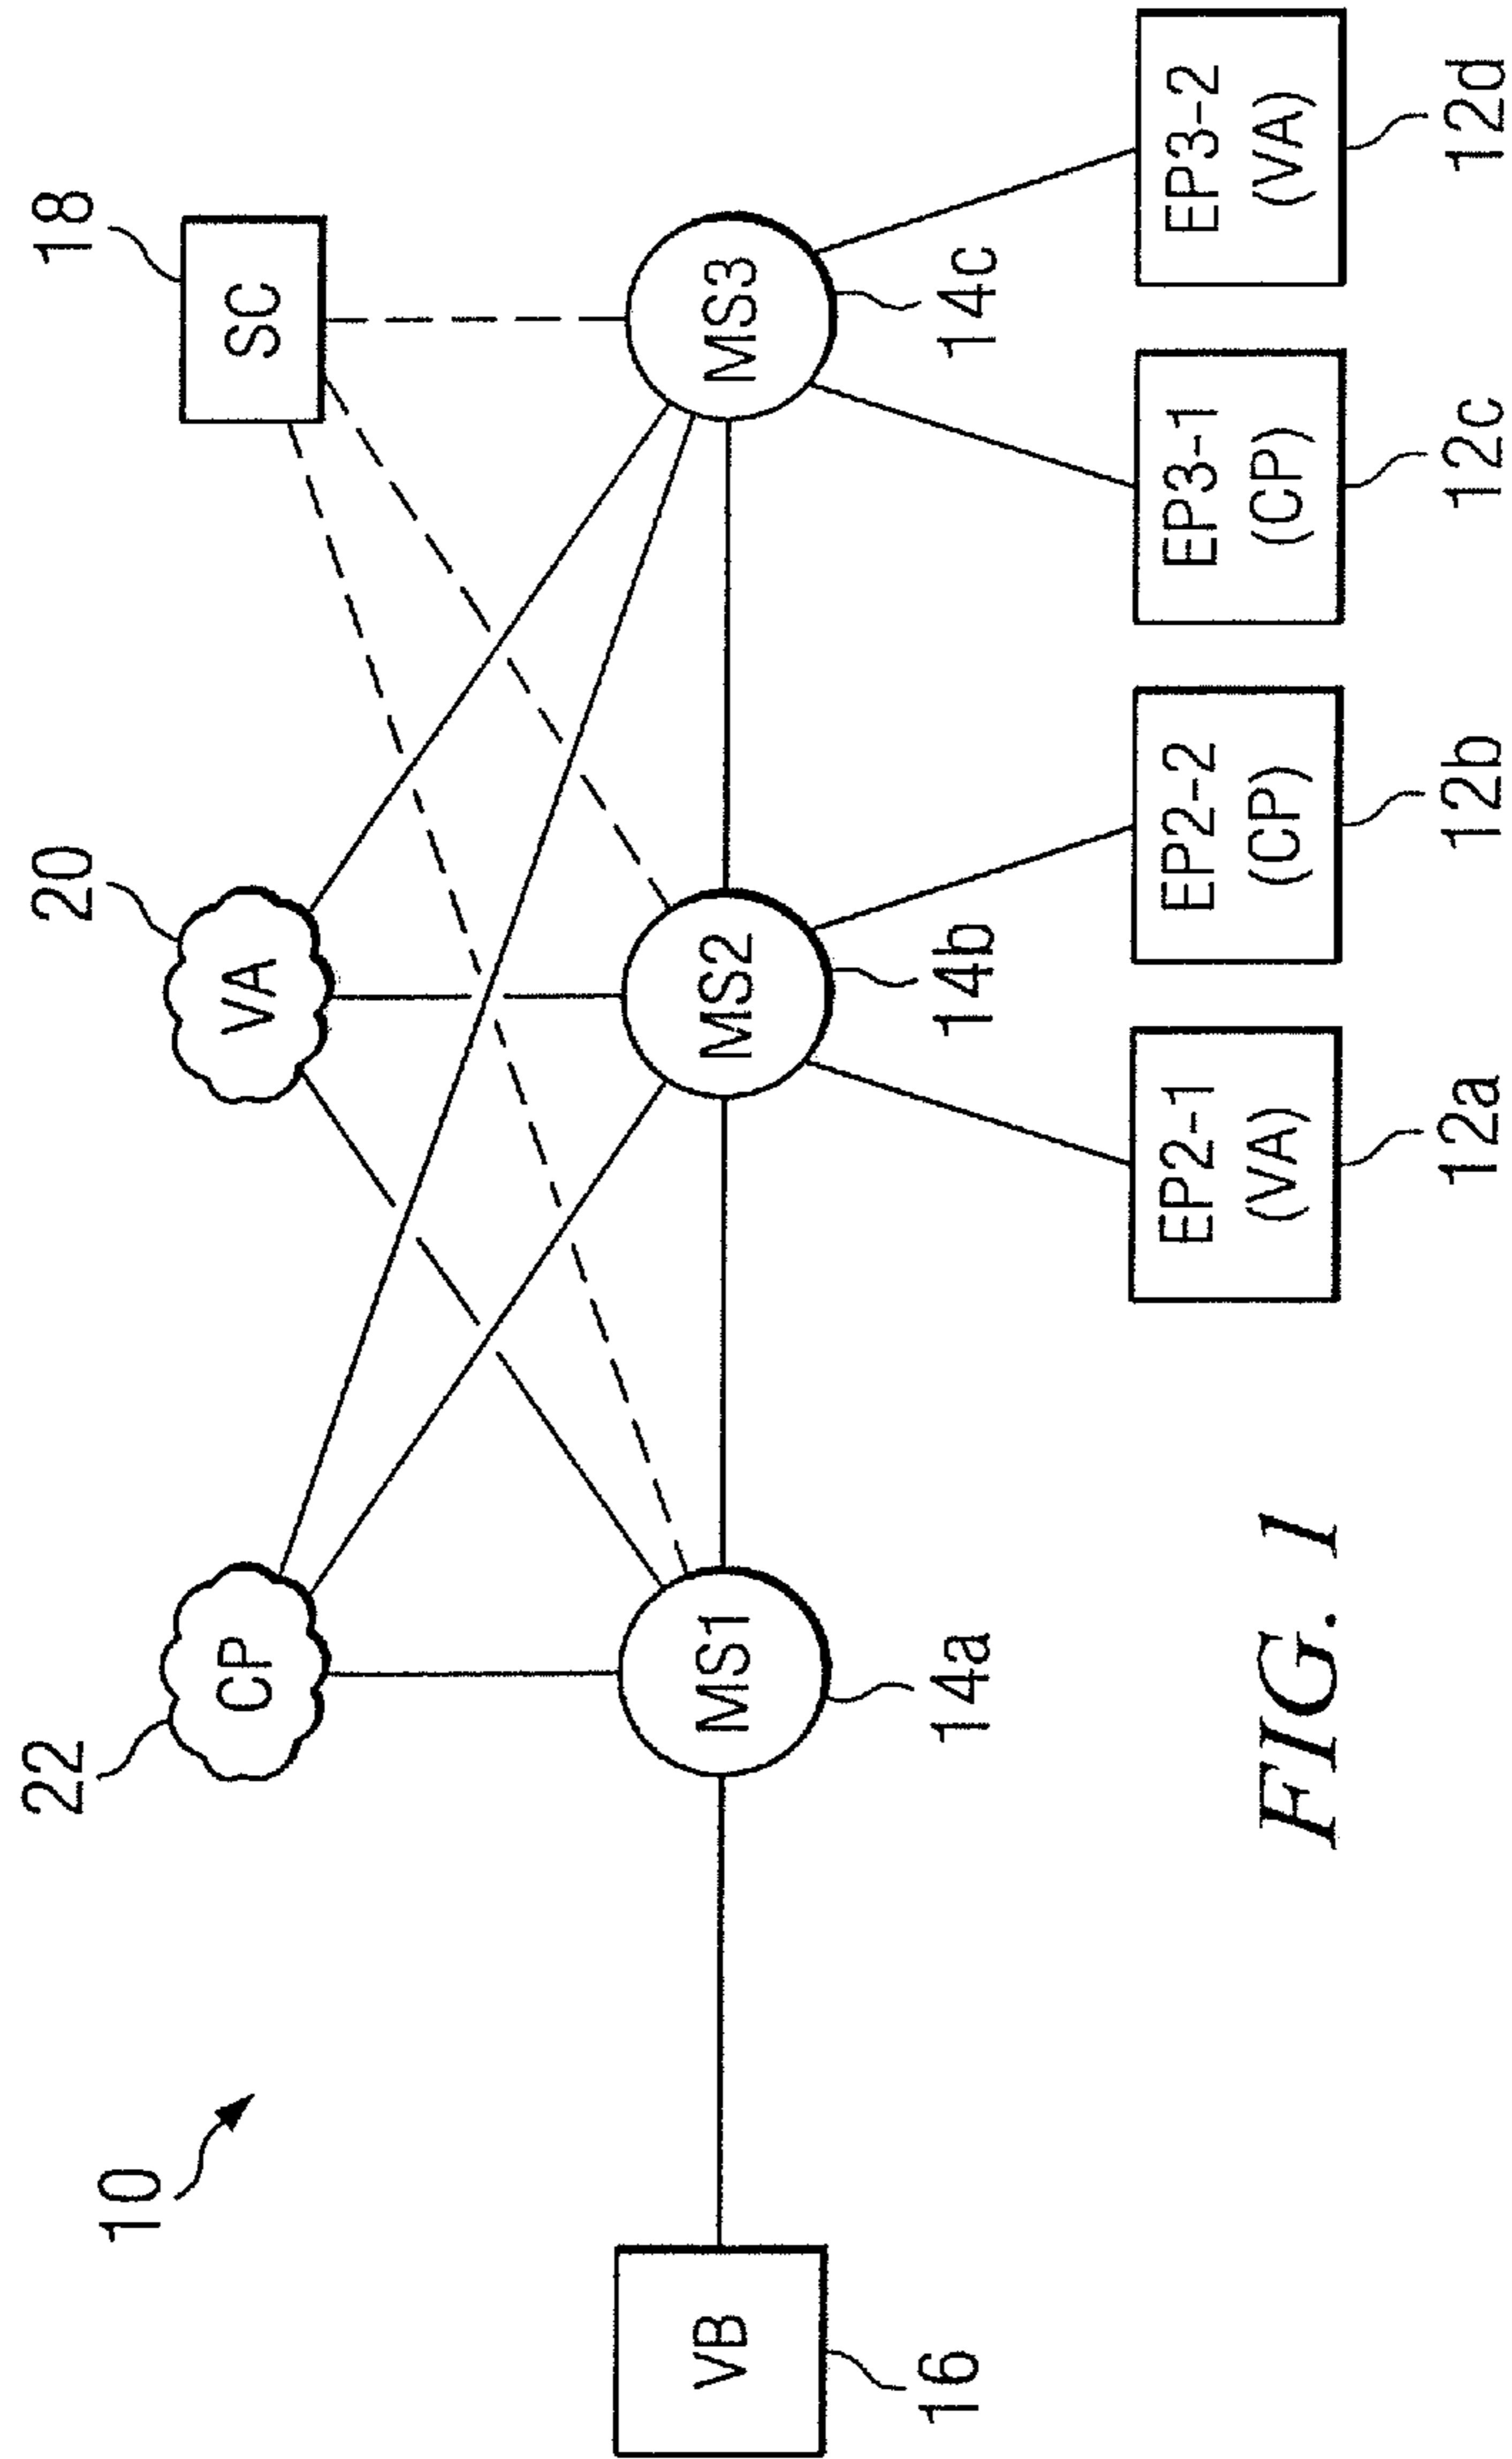 10
22
20
18
CP
VA
SC
VB
MS1
MS2
MS3
16
14a
14b
14c
EP2-1
(VA)
EP2-2
(CP)
EP3-1
(CP)
EP3-2
(VA)
12a
12b
12c
12d
FIG. 1